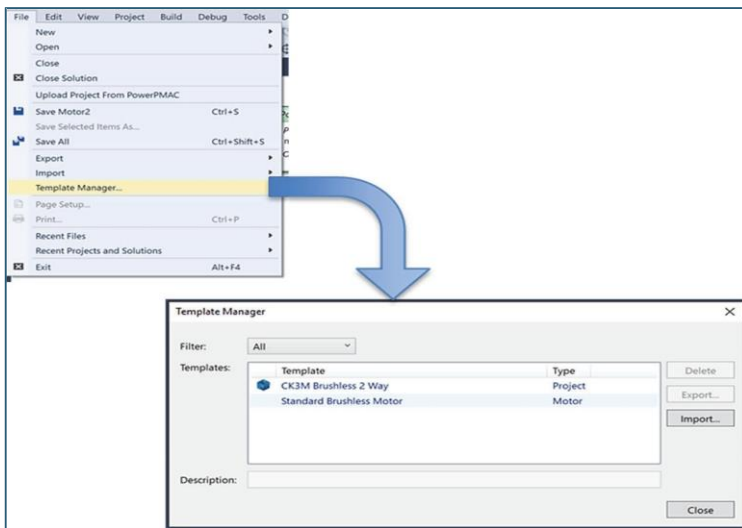 File Edit View Project Build Debug Tools D
New
Open
Close
Close Solution
Upload Project From PowerPMAC
Save Motor2 Ctrl+S
Save Selected Items As...
Save All Ctrl+Shift+S
Export
Import
Template Manager...
Page Setup...
Print... Ctrl+P
Recent Files
Recent Projects and Solutions
Exit Alt+F4
Template Manager
Filter: All
Templates: Template Type Delete
CK3M Brushless 2 Way Project
Standard Brushless Motor Motor
Export...
Import...
Description:
Close